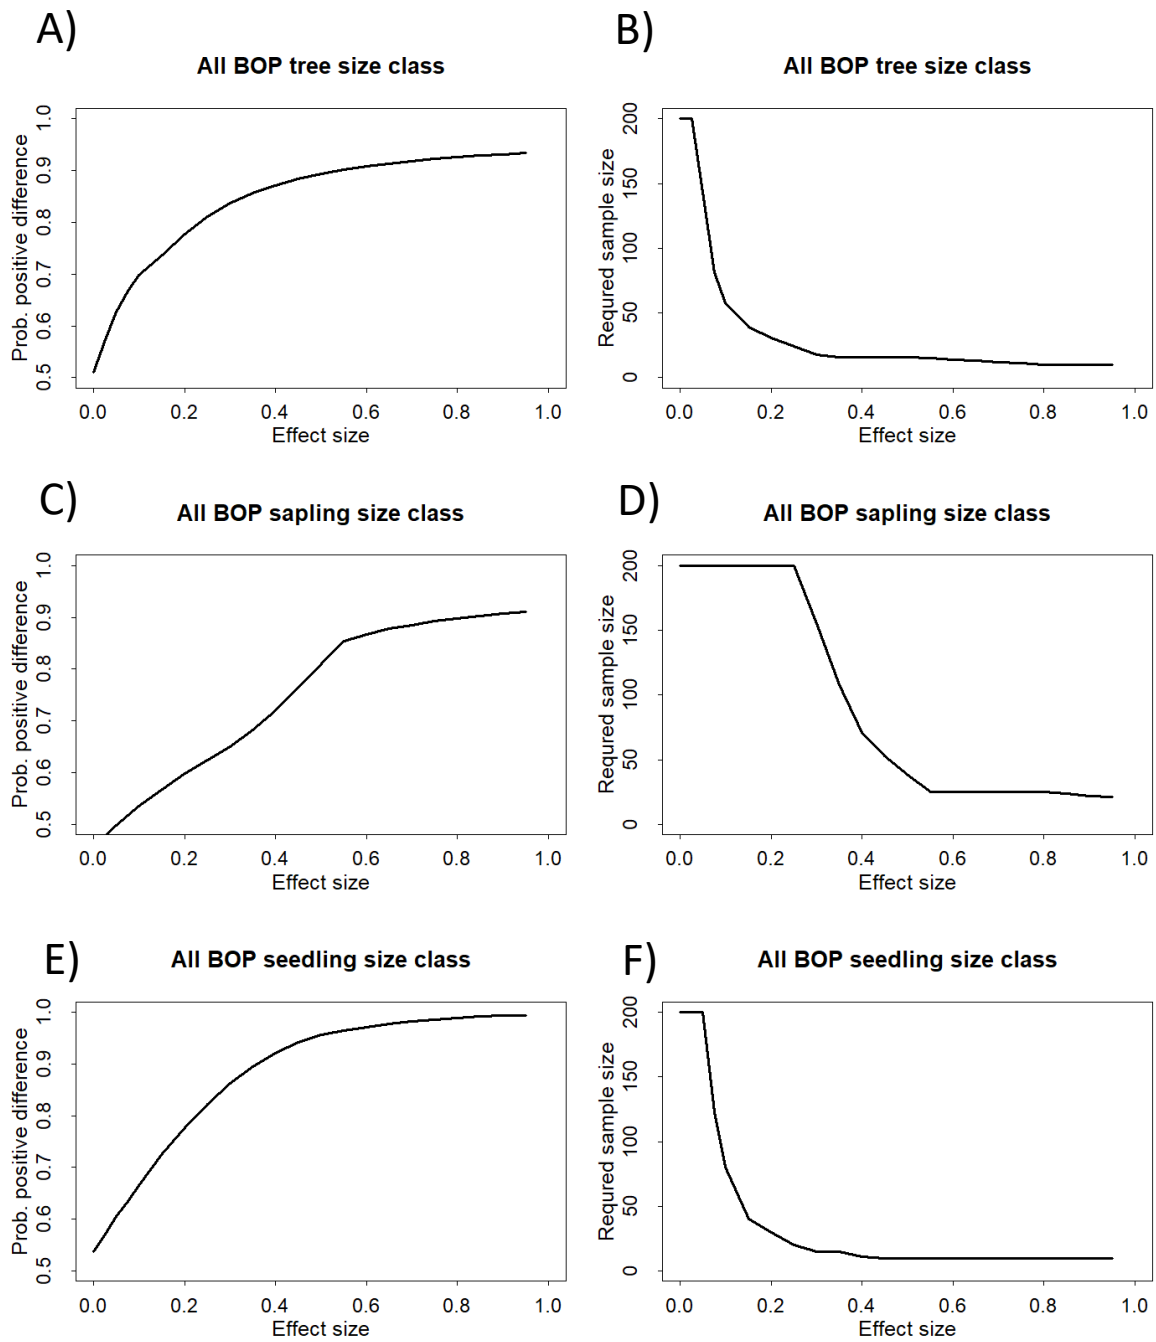 A)
All BOP tree size class
Prob. positive difference
0.5 0.6 0.7 0.8 0.9 1.0
0.0 0.2 0.4 0.6 0.8 1.0
Effect size
B)
All BOP tree size class
Requred sample size
0 50 100 150 200
0.0 0.2 0.4 0.6 0.8 1.0
Effect size
C)
All BOP sapling size class
Prob. positive difference
0.5 0.6 0.7 0.8 0.9 1.0
0.0 0.2 0.4 0.6 0.8 1.0
Effect size
D)
All BOP sapling size class
Requred sample size
0 50 100 150 200
0.0 0.2 0.4 0.6 0.8 1.0
Effect size
E)
All BOP seedling size class
Prob. positive difference
0.5 0.6 0.7 0.8 0.9 1.0
0.0 0.2 0.4 0.6 0.8 1.0
Effect size
F)
All BOP seedling size class
Requred sample size
0 50 100 150 200
0.0 0.2 0.4 0.6 0.8 1.0
Effect size